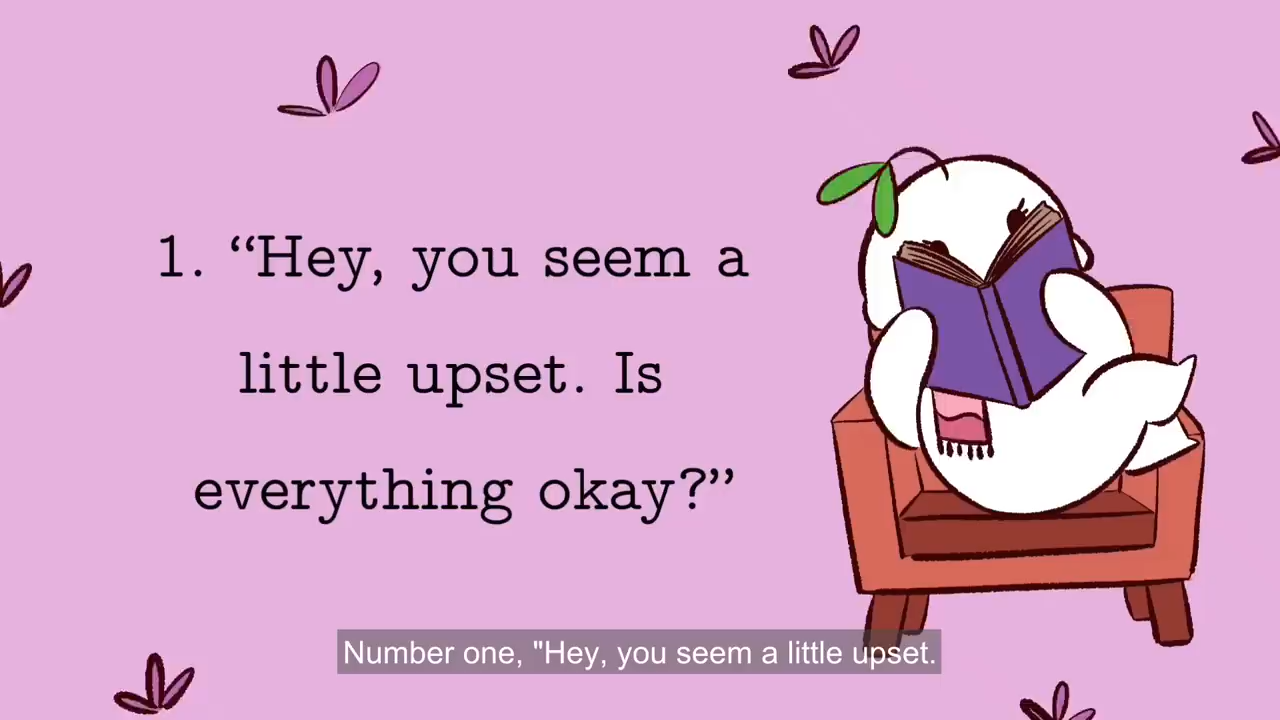 1. “Hey, you seem a
little upset. Is
everything okay?”
Number one, "Hey, you seem a little upset.